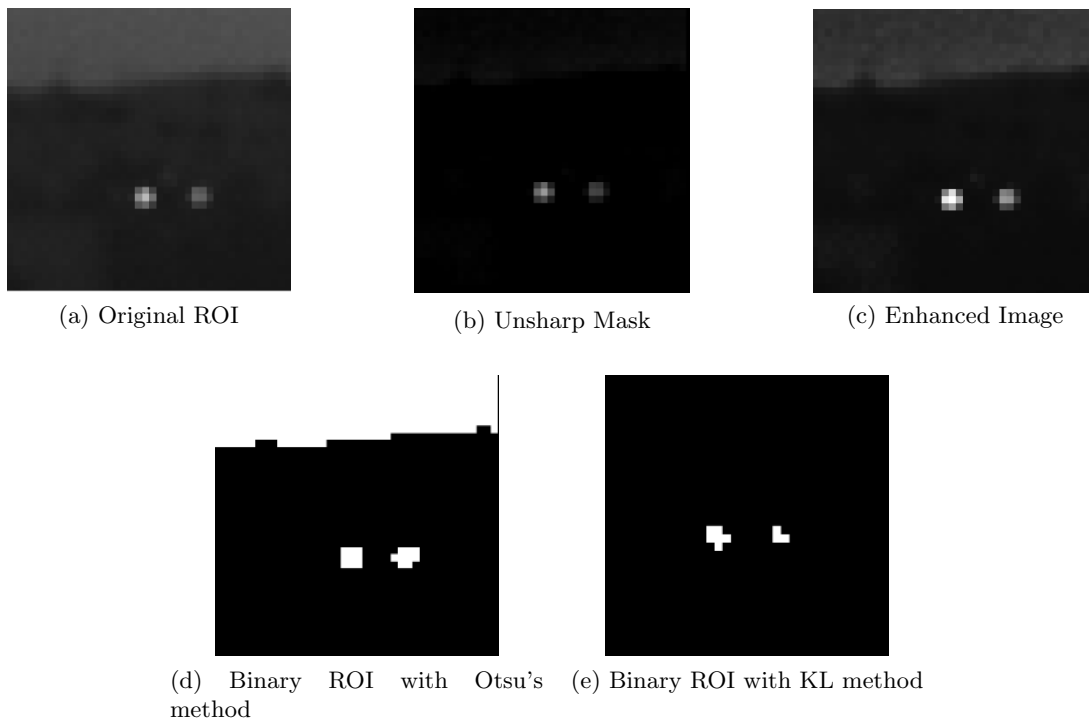 (a) Original ROI
(b) Unsharp Mask
(c) Enhanced Image
(d) Binary ROI with Otsu's
method
(e) Binary ROI with KL method